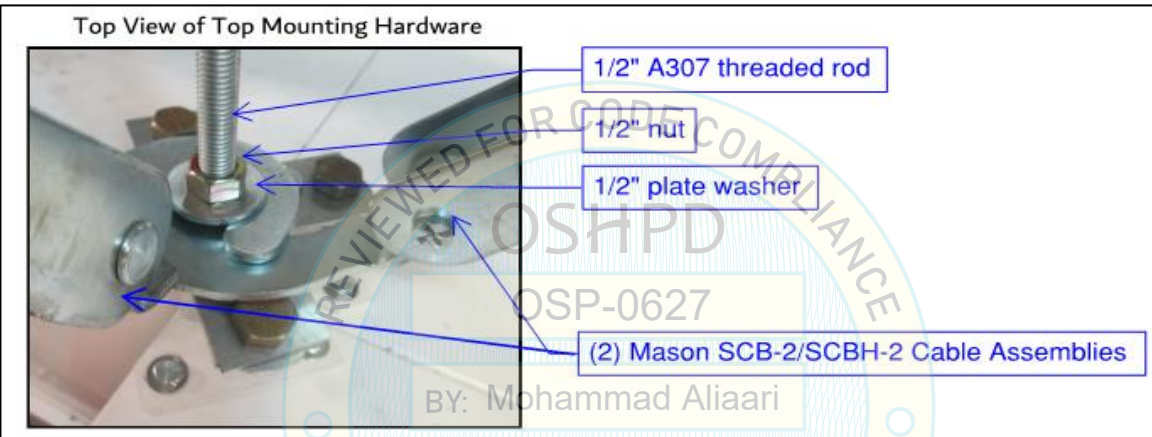 Top View of Top Mounting Hardware
1/2" A307 threaded rod
1/2" nut
1/2" plate washer
REVIEWED FOR CODE COMPLIANCE
OSHPD
OSP-0627
(2) Mason SCB-2/SCBH-2 Cable Assemblies
BY: Mohammad Aliaari